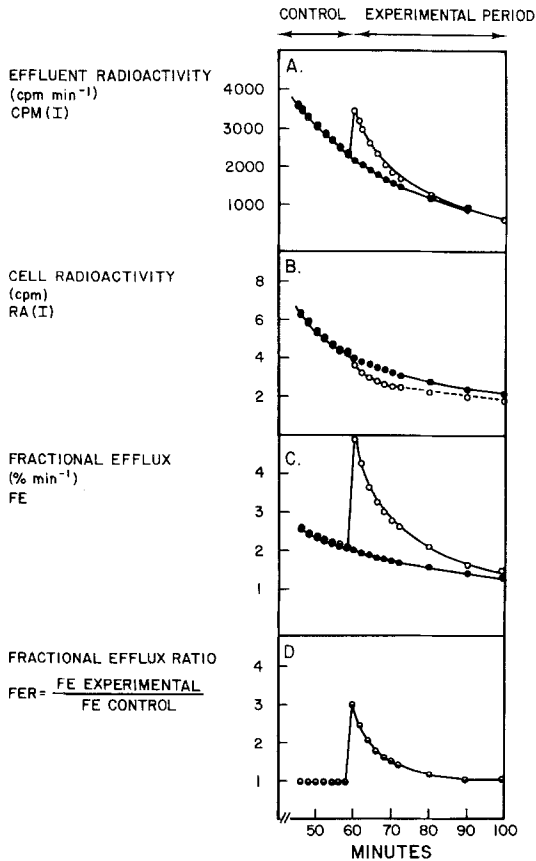 CONTROL EXPERIMENTAL PERIOD
A.
EFFLUENT RADIOACTIVITY
(cpm min⁻¹)
CPM (I)
4000
3000
2000
1000
B.
CELL RADIOACTIVITY
(cpm)
RA (I)
8
6
4
2
C.
FRACTIONAL EFFLUX
(% min⁻¹)
FE
4
3
2
1
D
FRACTIONAL EFFLUX RATIO
FER= FE EXPERIMENTAL
FE CONTROL
4
3
2
1
50 60 70 80 90 100
MINUTES